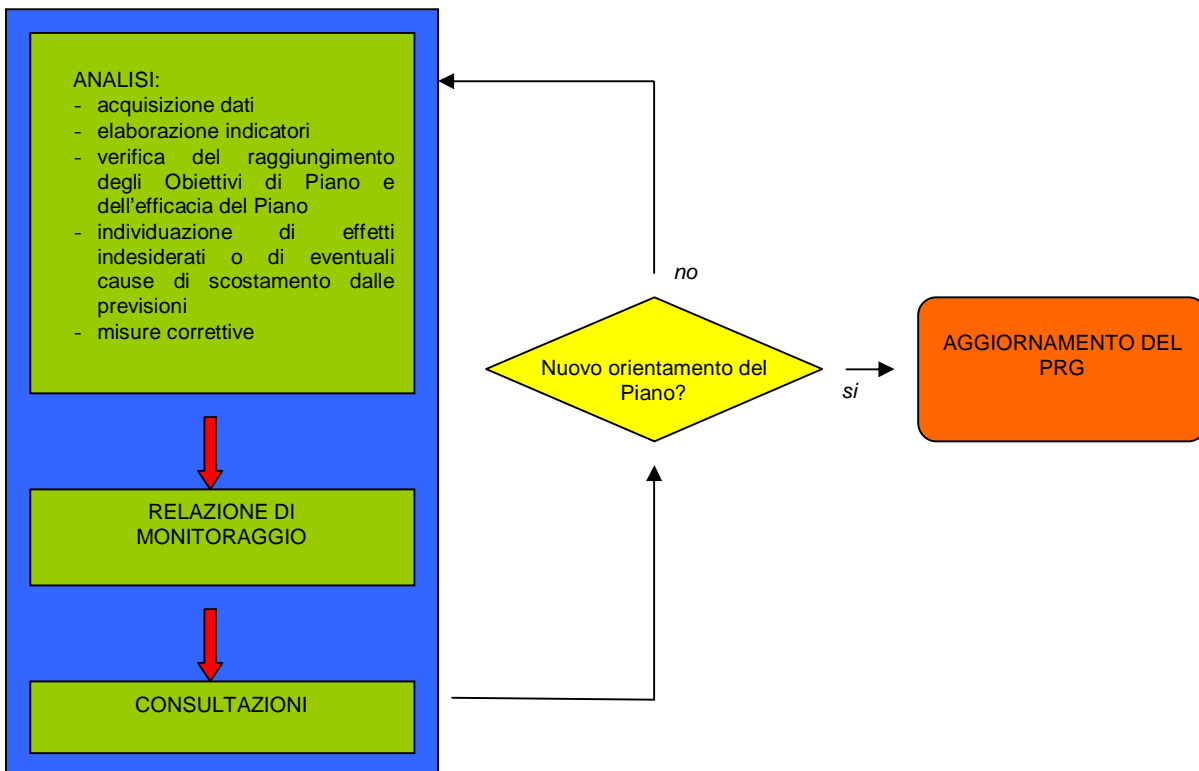 ANALISI:
- acquisizione dati
- elaborazione indicatori
- verifica del raggiungimento
degli Obiettivi di Piano e
dell'efficacia del Piano
- individuazione di effetti
indesiderati o di eventuali
cause di scostamento dalle
previsioni
- misure correttive
RELAZIONE DI
MONITORAGGIO
CONSULTAZIONI
no
Nuovo orientamento del
Piano?
si
AGGIORNAMENTO DEL
PRG